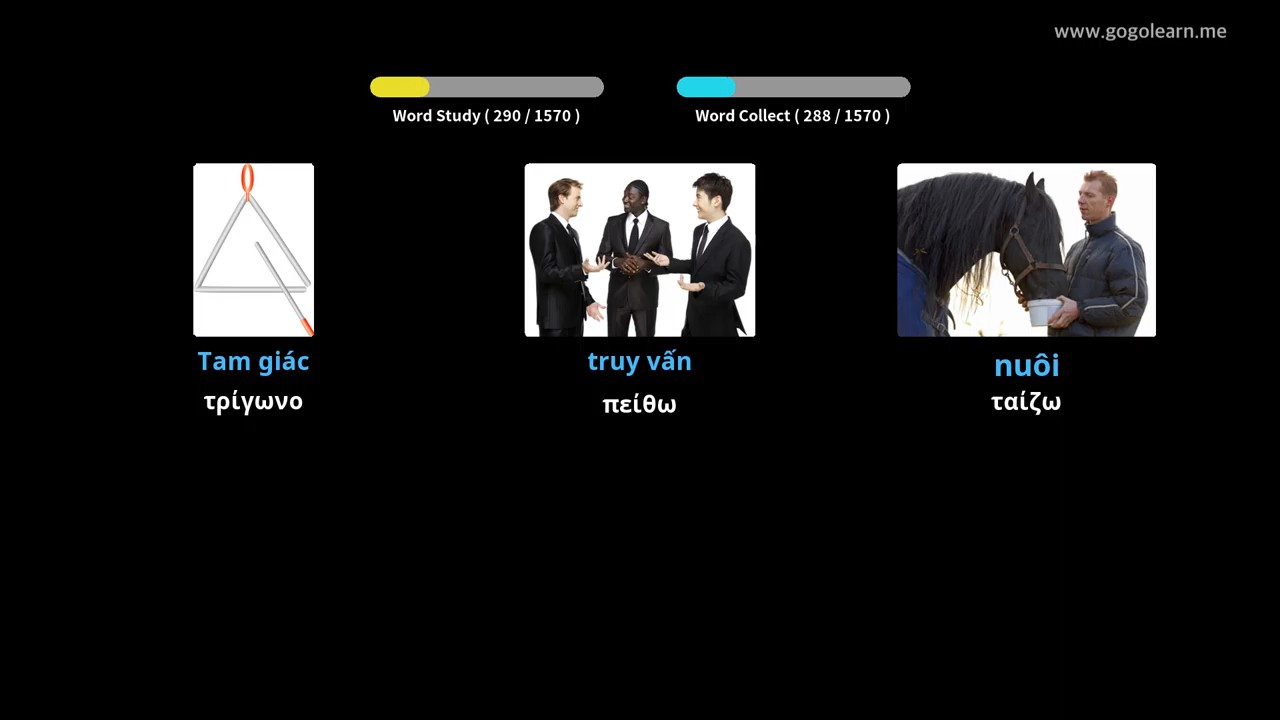 www.gogolearn.me
Word Study ( 290 / 1570 )
Word Collect ( 288 / 1570 )
Tam giác
τρίγωνο
truy vấn
πείθω
nuôi
ταίζω